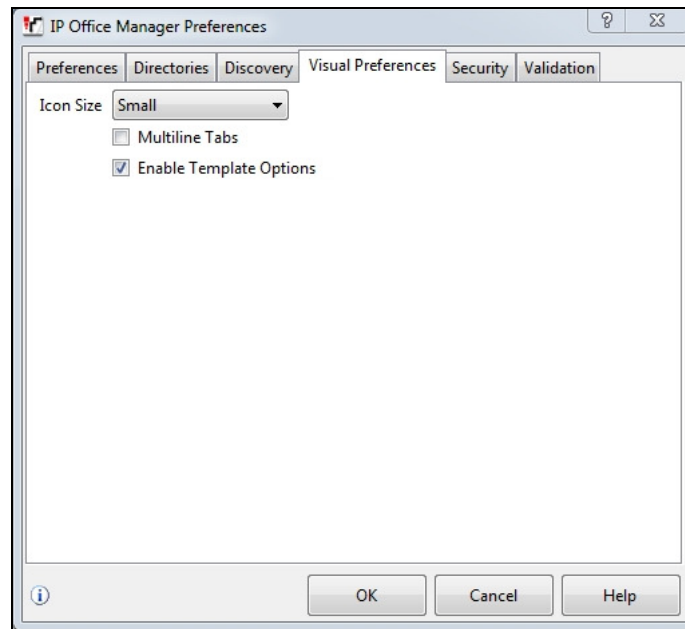 IP Office Manager Preferences
Preferences Directories Discovery Visual Preferences Security Validation
Icon Size Small
Multiline Tabs
Enable Template Options
OK Cancel Help